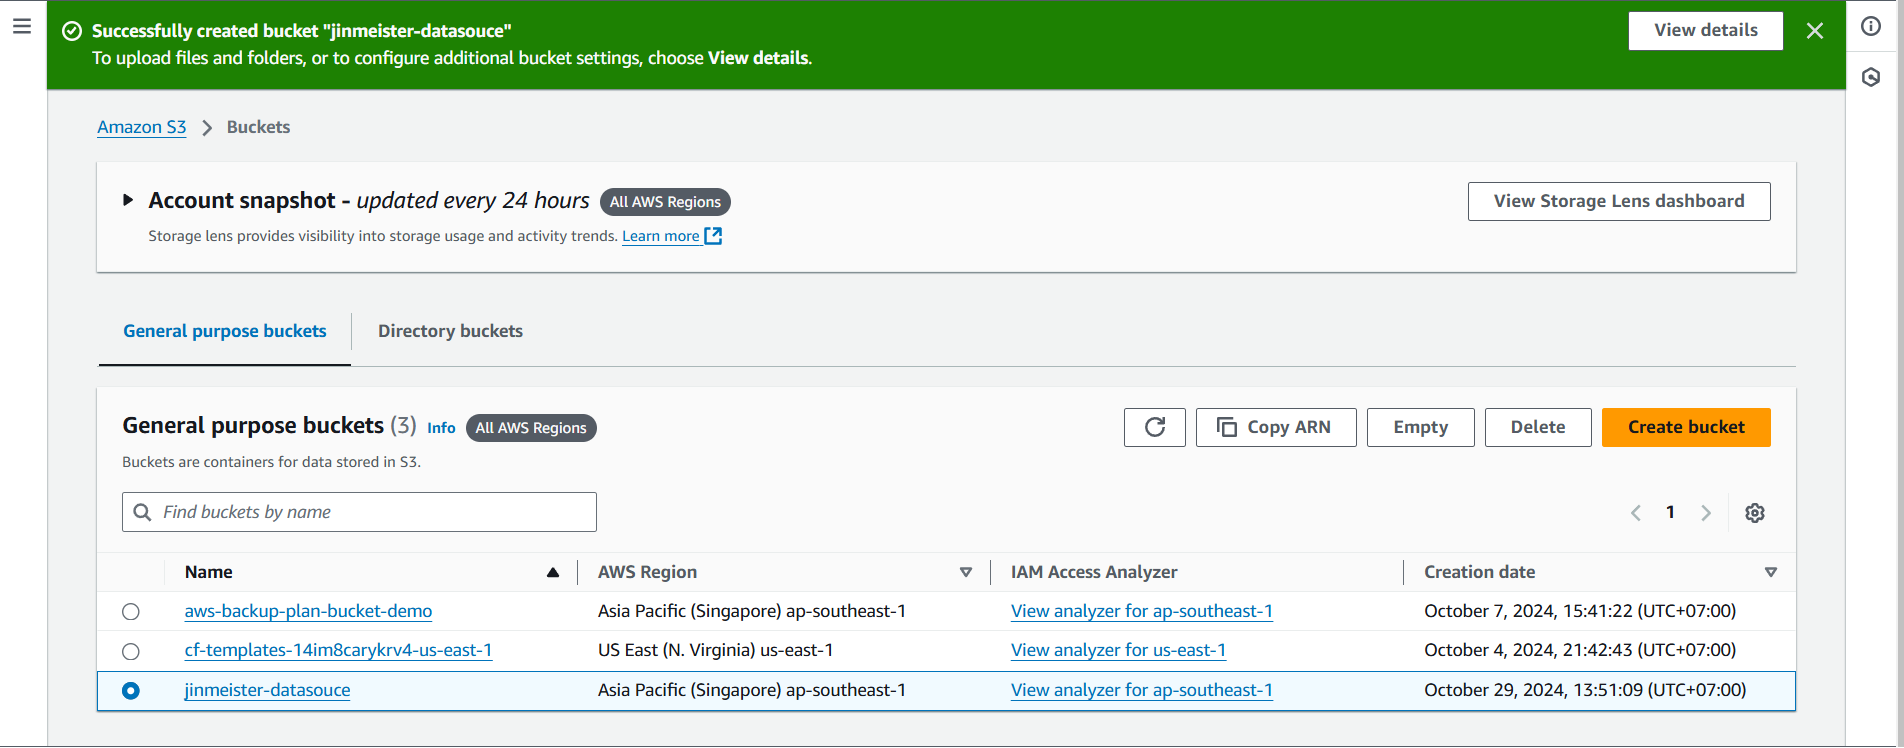 Successfully created bucket "jinmeister-datasouce"
To upload files and folders, or to configure additional bucket settings, choose View details.
View details
Amazon S3 > Buckets
Account snapshot - updated every 24 hours All AWS Regions
Storage lens provides visibility into storage usage and activity trends. Learn more
View Storage Lens dashboard
General purpose buckets
Directory buckets
General purpose buckets (3) Info All AWS Regions
Buckets are containers for data stored in S3.
Copy ARN
Empty
Delete
Create bucket
Find buckets by name
1
Name AWS Region IAM Access Analyzer Creation date
aws-backup-plan-bucket-demo Asia Pacific (Singapore) ap-southeast-1 View analyzer for ap-southeast-1 October 7, 2024, 15:41:22 (UTC+07:00)
cf-templates-14im8carykrv4-us-east-1 US East (N. Virginia) us-east-1 View analyzer for us-east-1 October 4, 2024, 21:42:43 (UTC+07:00)
jinmeister-datasouce Asia Pacific (Singapore) ap-southeast-1 View analyzer for ap-southeast-1 October 29, 2024, 13:51:09 (UTC+07:00)